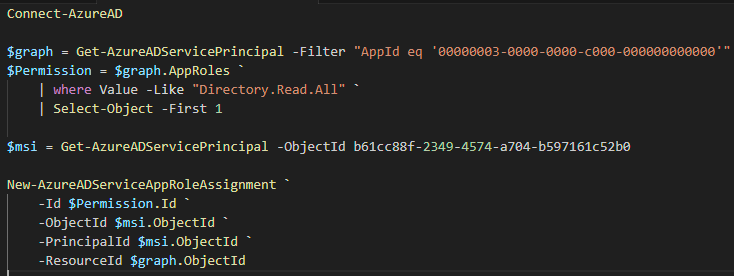 Connect-AzureAD
$graph = Get-AzureADServicePrincipal -Filter "AppId eq '00000003-0000-0000-c000-000000000000'"
$Permission = $graph.AppRoles `
| where Value -Like "Directory.Read.All" `
| Select-Object -First 1
$msi = Get-AzureADServicePrincipal -ObjectId b61cc88f-2349-4574-a704-b597161c52b0
New-AzureADServiceAppRoleAssignment `
-Id $Permission.Id `
-ObjectId $msi.ObjectId `
-PrincipalId $msi.ObjectId `
-ResourceId $graph.ObjectId